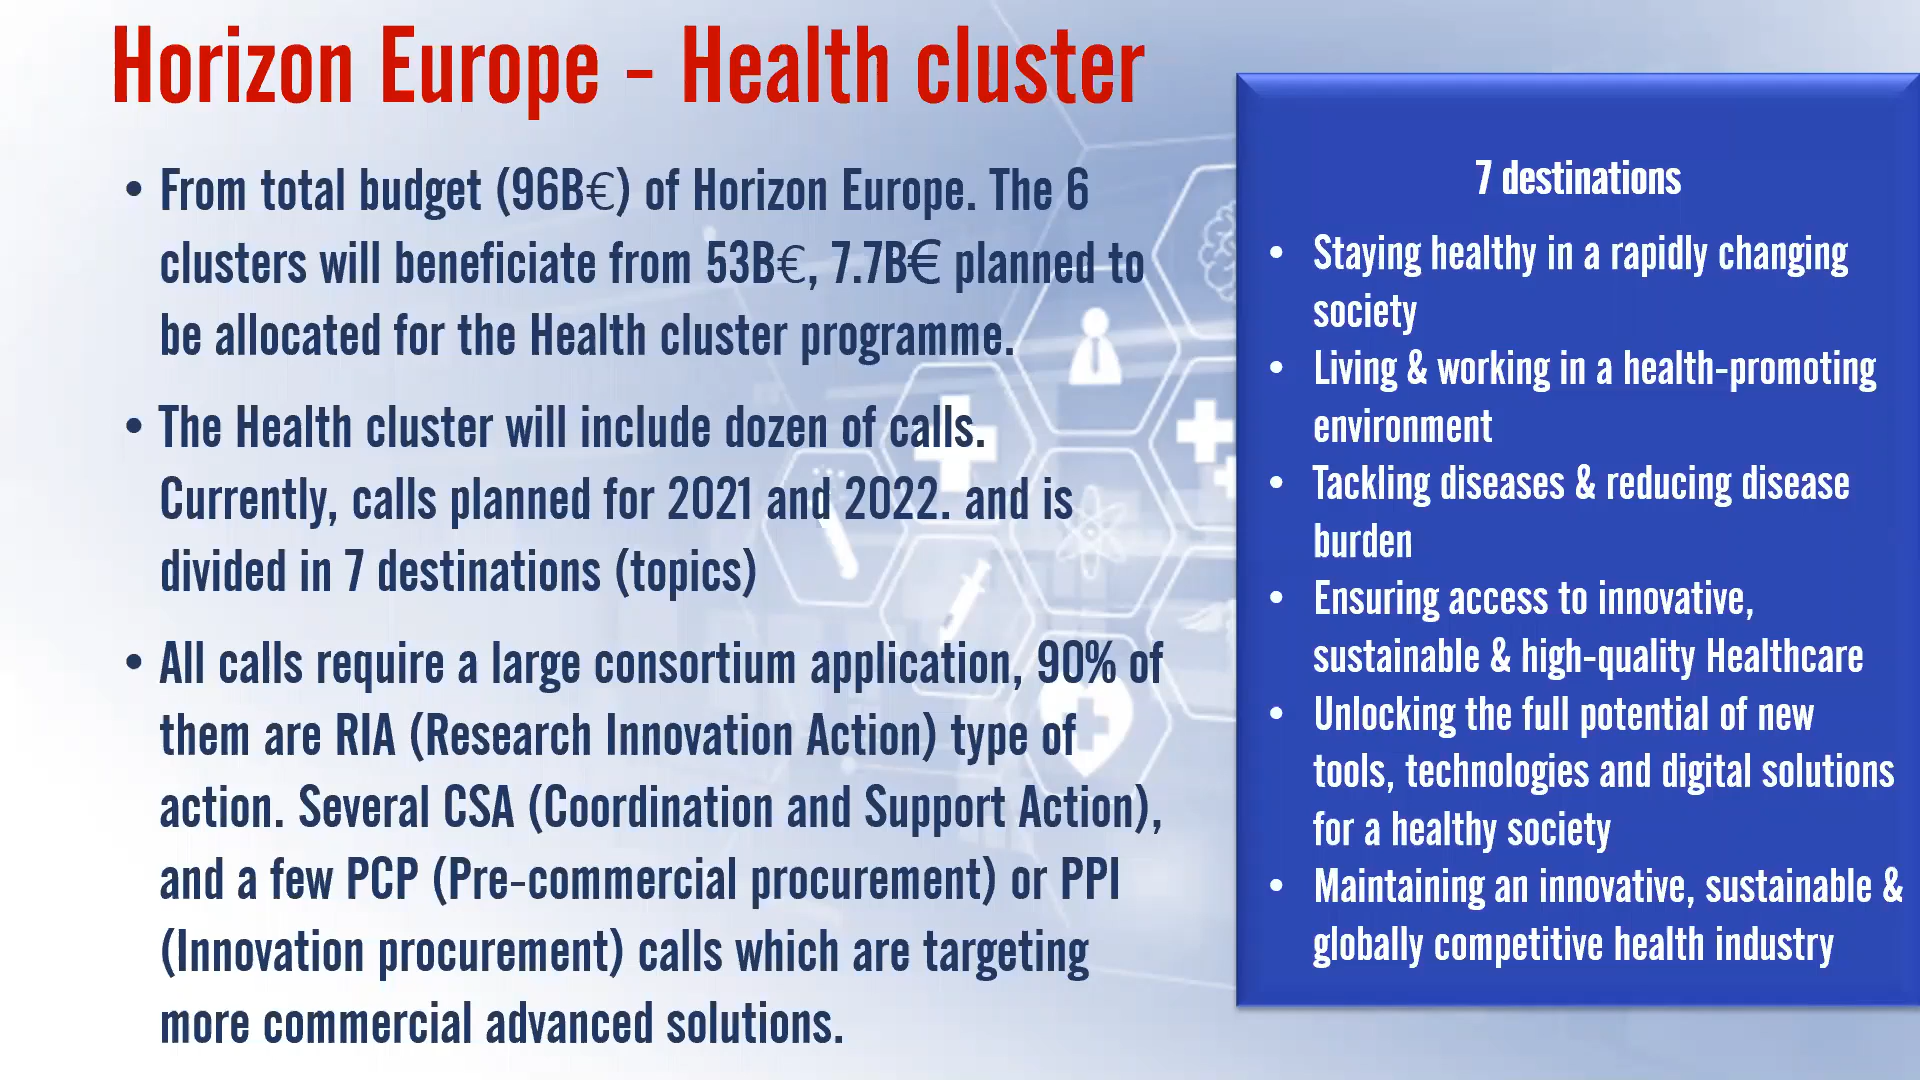 Horizon Europe - Health cluster
• From total budget (96B€) of Horizon Europe. The 6
clusters will beneficiate from 53B€, 7.7B€ planned to
be allocated for the Health cluster programme.
• The Health cluster will include dozen of calls.
Currently, calls planned for 2021 and 2022. and is
divided in 7 destinations (topics)
• All calls require a large consortium application, 90% of
them are RIA (Research Innovation Action) type of
action. Several CSA (Coordination and Support Action),
and a few PCP (Pre-commercial procurement) or PPI
(Innovation procurement) calls which are targeting
more commercial advanced solutions.
7 destinations
• Staying healthy in a rapidly changing
society
• Living & working in a health-promoting
environment
• Tackling diseases & reducing disease
burden
• Ensuring access to innovative,
sustainable & high-quality Healthcare
• Unlocking the full potential of new
tools, technologies and digital solutions
for a healthy society
• Maintaining an innovative, sustainable &
globally competitive health industry